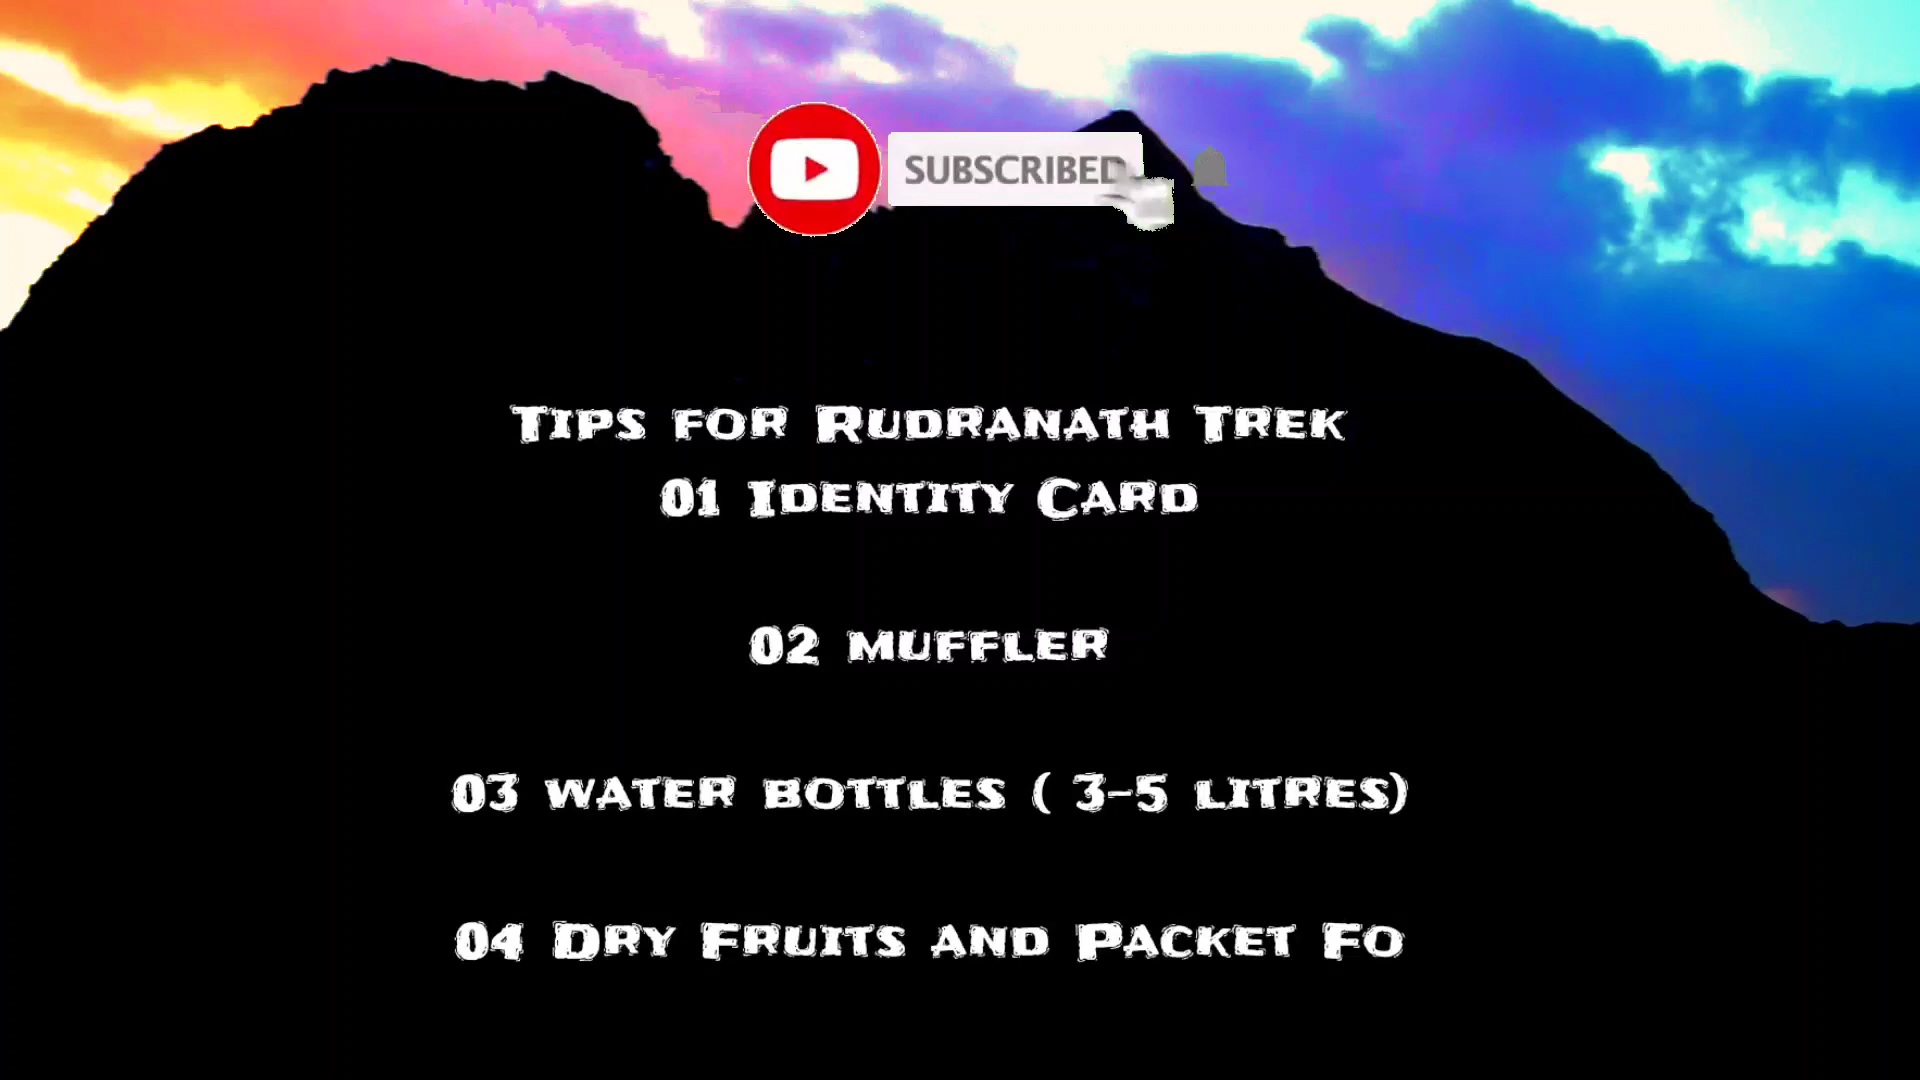 SUBSCRIBED
Tips for Rudranath Trek
01 Identity Card
02 muffler
03 water bottles ( 3-5 litres)
04 Dry Fruits and Packet Fo